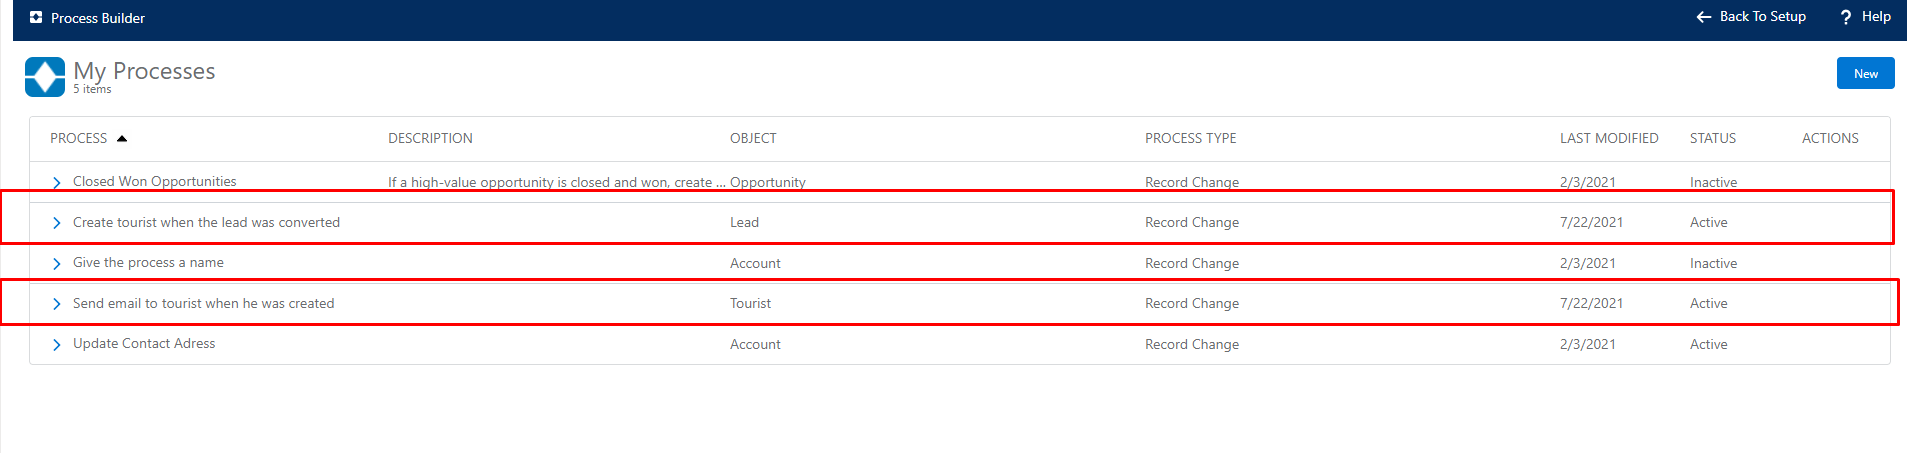 Process Builder
Back To Setup
? Help
My Processes
5 items
New
PROCESS DESCRIPTION OBJECT PROCESS TYPE LAST MODIFIED STATUS ACTIONS
Closed Won Opportunities If a high-value opportunity is closed and won, create ... Opportunity Record Change 2/3/2021 Inactive
Create tourist when the lead was converted Lead Record Change 7/22/2021 Active
Give the process a name Account Record Change 2/3/2021 Inactive
Send email to tourist when he was created Tourist Record Change 7/22/2021 Active
Update Contact Adress Account Record Change 2/3/2021 Active